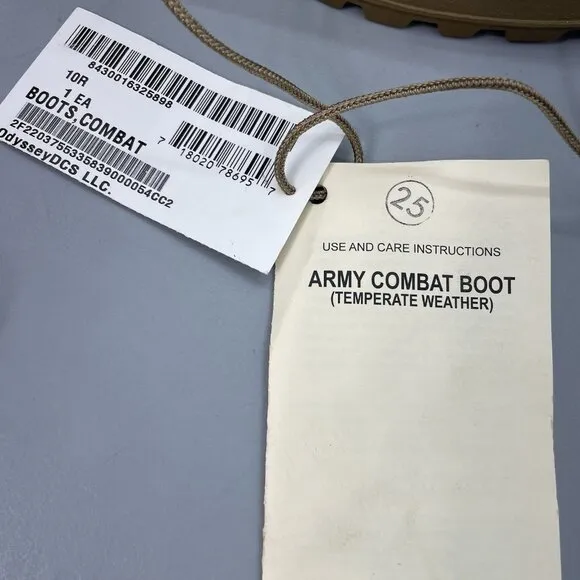 8430016325898
10R
1 EA
BOOTS,COMBAT
2F22037553358390000054CC2
OdysseyDCS LLC.
7 18020 78695 7
25
USE AND CARE INSTRUCTIONS
ARMY COMBAT BOOT
(TEMPERATE WEATHER)